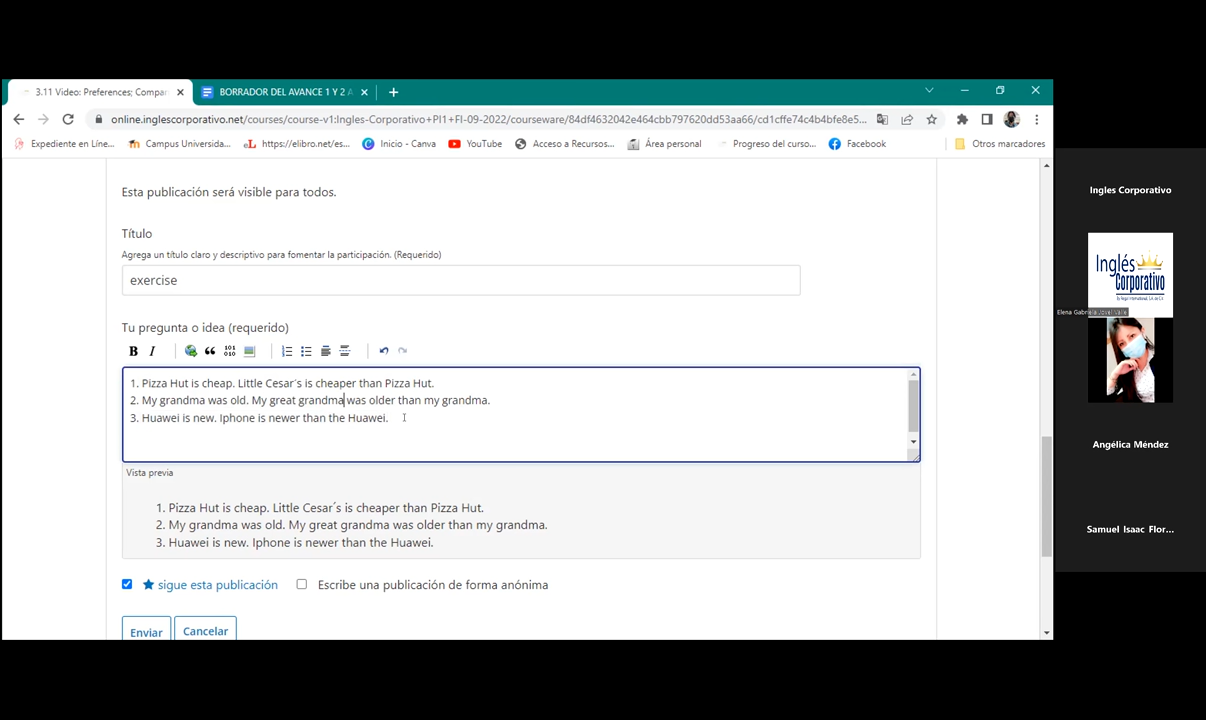 3.11 Video: Preferences; Compar
BORRADOR DEL AVANCE 1 Y 2 A
online.inglescorporativo.net/courses/course-v1:Ingles-Corporativo+PI1+FI-09-2022/courseware/84df4632042e464cbb797620dd53aa66/cd1cffe74c4b4bfe8e5...
Expediente en Líne...
Campus Universida...
https://elibro.net/es...
Inicio - Canva
YouTube
Acceso a Recursos...
Área personal
Progreso del curso...
Facebook
Otros marcadores
Esta publicación será visible para todos.
Título
Agrega un título claro y descriptivo para fomentar la participación. (Requerido)
exercise
Tu pregunta o idea (requerido)
1. Pizza Hut is cheap. Little Cesar´s is cheaper than Pizza Hut.
2. My grandma was old. My great grandma was older than my grandma.
3. Huawei is new. Iphone is newer than the Huawei.
Vista previa
1. Pizza Hut is cheap. Little Cesar´s is cheaper than Pizza Hut.
2. My grandma was old. My great grandma was older than my grandma.
3. Huawei is new. Iphone is newer than the Huawei.
sigue esta publicación
Escribe una publicación de forma anónima
Enviar
Cancelar
Ingles Corporativo
Inglés
Corporativo
Elena Gabriela Jovel Valle
Angélica Méndez
Samuel Isaac Flor...